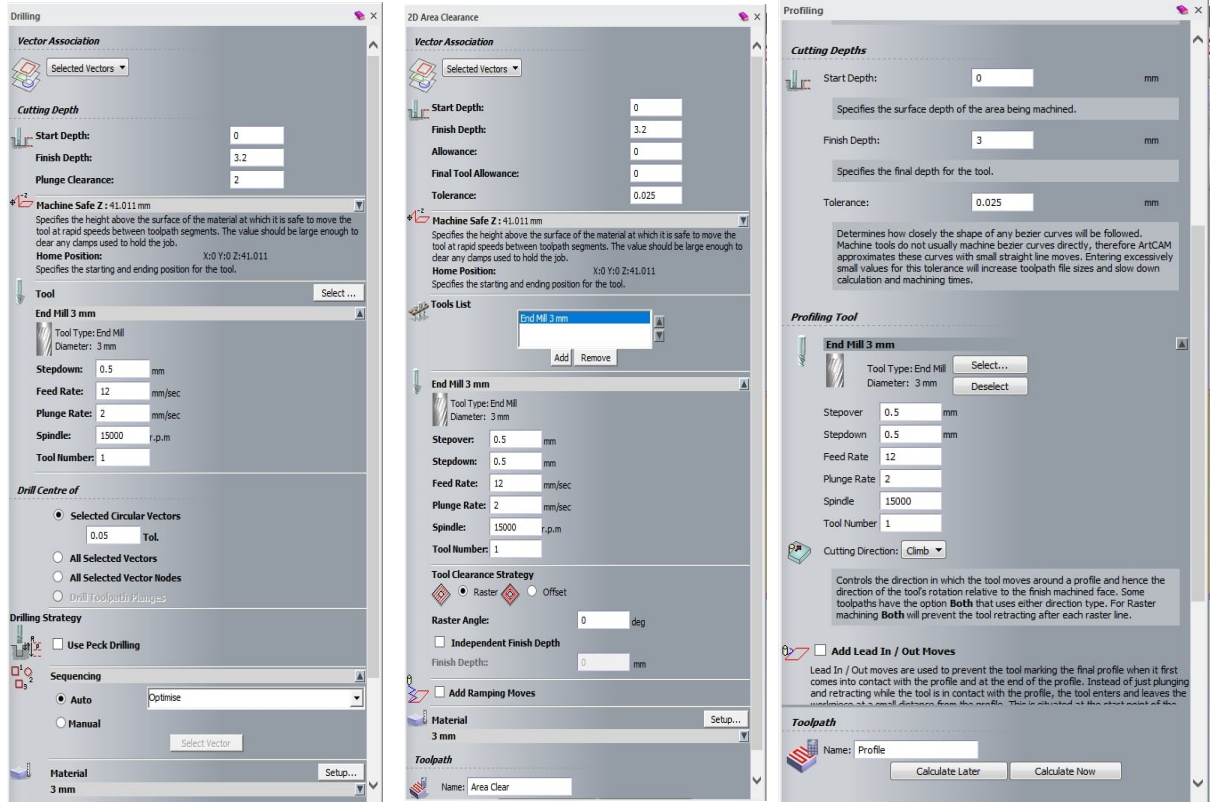 Drilling
Vector Association
Selected Vectors
Cutting Depth
Start Depth: 0
Finish Depth: 3.2
Plunge Clearance: 2
Machine Safe Z : 41.011 mm
Specifies the height above the surface of the material at which it is safe to move the
tool at rapid speeds between toolpath segments. The value should be large enough to
clear any damps used to hold the job.
Home Position: X:0 Y:0 Z:41.011
Specifies the starting and ending position for the tool.
Tool Select ...
End Mill 3 mm
Tool Type: End Mill
Diameter: 3 mm
Stepdown: 0.5 mm
Feed Rate: 12 mm/sec
Plunge Rate: 2 mm/sec
Spindle: 15000 r.p.m
Tool Number: 1
Drill Centre of
Selected Circular Vectors
0.05 Tol.
All Selected Vectors
All Selected Vector Nodes
Drill Toolpath Plunges
Drilling Strategy
Use Peck Drilling
Sequencing
Auto Optimise
Manual
Select Vector
Material Setup...
3 mm
2D Area Clearance
Vector Association
Selected Vectors
Start Depth: 0
Finish Depth: 3.2
Allowance: 0
Final Tool Allowance: 0
Tolerance: 0.025
Machine Safe Z : 41.011 mm
Specifies the height above the surface of the material at which it is safe to move the
tool at rapid speeds between toolpath segments. The value should be large enough to
clear any clamps used to hold the job.
Home Position: X:0 Y:0 Z:41.011
Specifies the starting and ending position for the tool.
Tools List
End Mill 3 mm
Add Remove
End Mill 3 mm
Tool Type: End Mill
Diameter: 3 mm
Stepover: 0.5 mm
Stepdown: 0.5 mm
Feed Rate: 12 mm/sec
Plunge Rate: 2 mm/sec
Spindle: 15000 r.p.m
Tool Number: 1
Tool Clearance Strategy
Raster Offset
Raster Angle: 0 deg
Independent Finish Depth
Finish Depth:: 0 mm
Add Ramping Moves
Material Setup...
3 mm
Toolpath
Name: Area Clear
Profiling
Cutting Depths
Start Depth: 0 mm
Specifies the surface depth of the area being machined.
Finish Depth: 3 mm
Specifies the final depth for the tool.
Tolerance: 0.025 mm
Determines how closely the shape of any bezier curves will be followed.
Machine tools do not usually machine bezier curves directly, therefore ArtCAM
approximates these curves with small straight line moves. Entering excessively
small values for this tolerance will increase toolpath file sizes and slow down
calculation and machining times.
Profiling Tool
End Mill 3 mm
Tool Type: End Mill Select...
Diameter: 3 mm Deselect
Stepover 0.5 mm
Stepdown 0.5 mm
Feed Rate 12
Plunge Rate 2
Spindle 15000
Tool Number 1
Cutting Direction: Climb
Controls the direction in which the tool moves around a profile and hence the
direction of the tool's rotation relative to the finish machined face. Some
toolpaths have the option Both that uses either direction type. For Raster
machining Both will prevent the tool retracting after each raster line.
Add Lead In / Out Moves
Lead In / Out moves are used to prevent the tool marking the final profile when it first
comes into contact with the profile and at the end of the profile. Instead of just plunging
and retracting while the tool is in contact with the profile, the tool enters and leaves the
workpiece at a small distance from the profile. This is situated at the start point of the
Toolpath
Name: Profile
Calculate Later Calculate Now